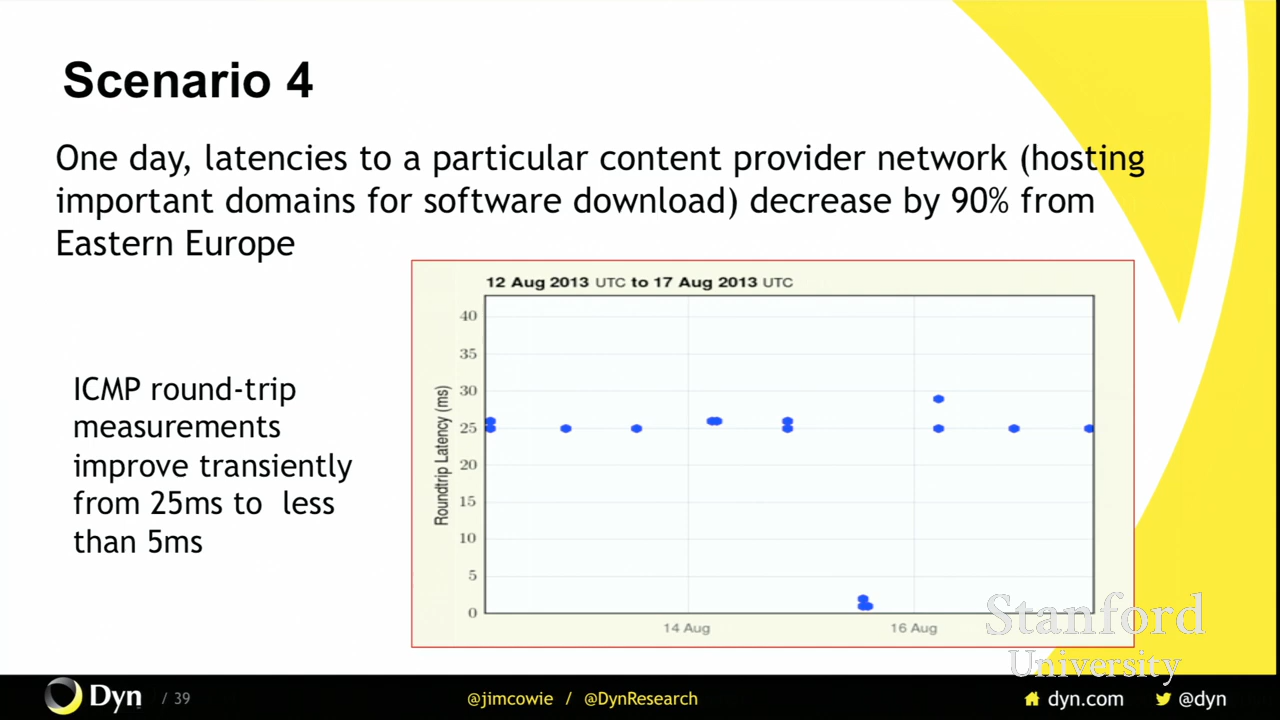 Scenario 4
One day, latencies to a particular content provider network (hosting
important domains for software download) decrease by 90% from
Eastern Europe
ICMP round-trip
measurements
improve transiently
from 25ms to less
than 5ms
12 Aug 2013 UTC to 17 Aug 2013 UTC
Roundtrip Latency (ms)
40
35
30
25
20
15
10
5
0
14 Aug
16 Aug
Stanford
University
Dyn
/ 39
@jimcowie / @DynResearch
dyn.com
@dyn